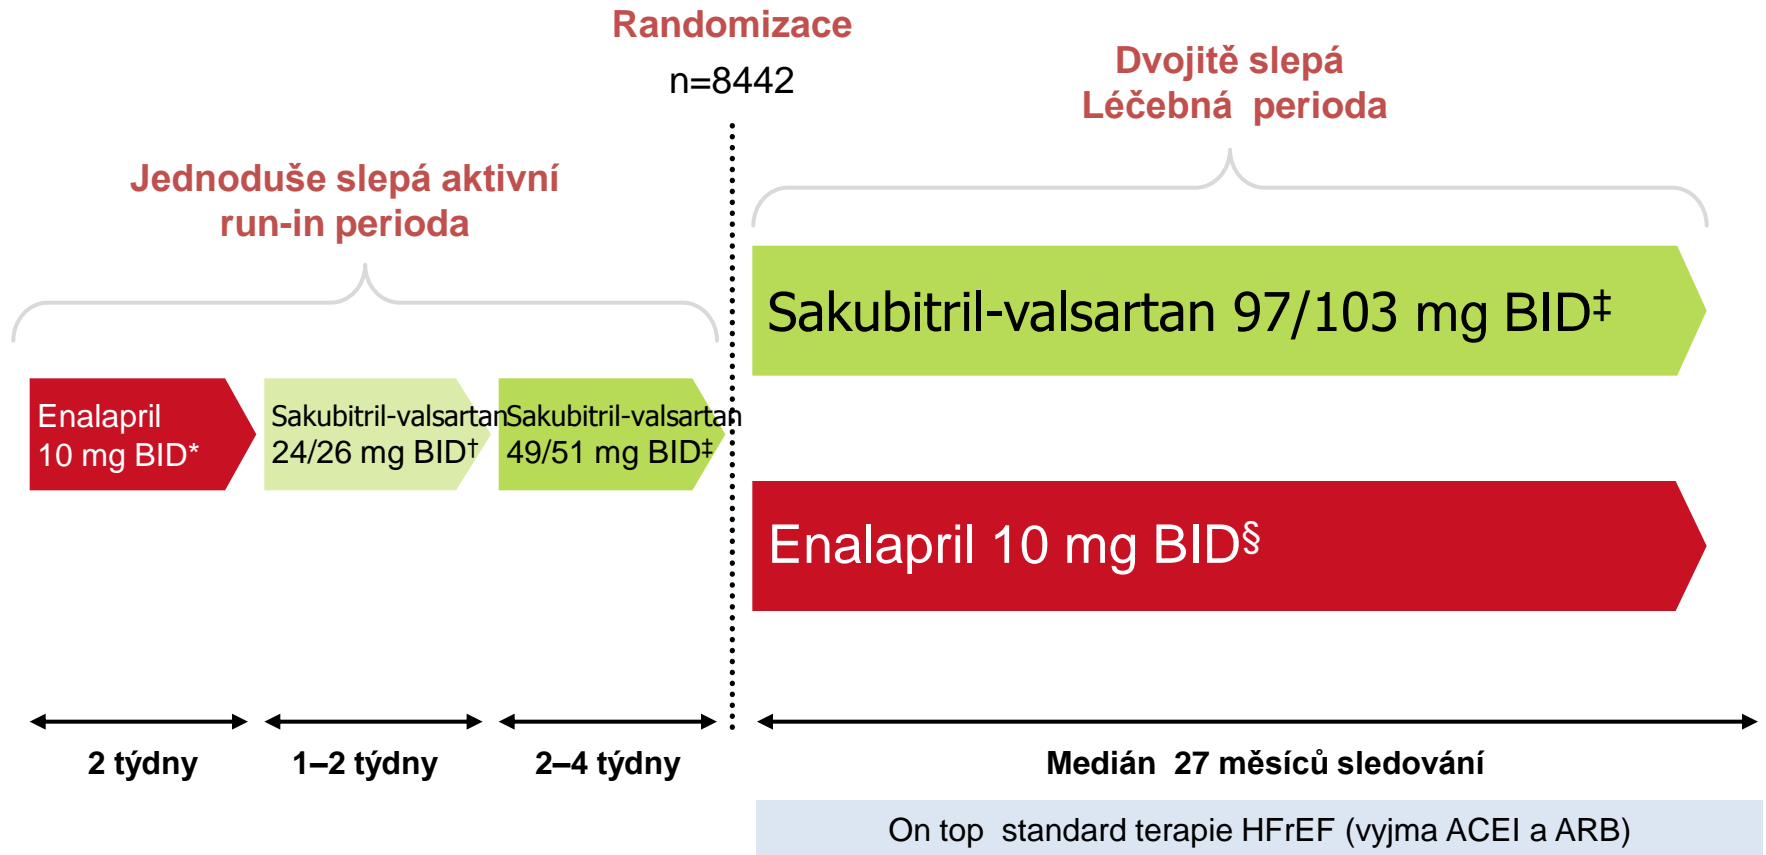 Randomizace
n=8442
Dvojitě slepá
Léčebná perioda
Jednoduše slepá aktivní
run-in perioda
Sakubitril-valsartan 97/103 mg BID‡
Enalapril
10 mg BID*
Sakubitril-valsartan
24/26 mg BID†
Sakubitril-valsartan
49/51 mg BID‡
Enalapril 10 mg BID§
2 týdny
1–2 týdny
2–4 týdny
Medián 27 měsíců sledování
On top standard terapie HFrEF (vyjma ACEI a ARB)